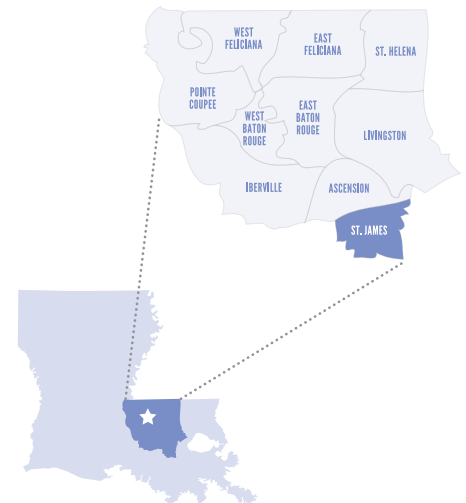 WEST
FELICIANA
EAST
FELICIANA
ST. HELENA
POINTE
COUPEE
WEST
BATON
ROUGE
EAST
BATON
ROUGE
LIVINGSTON
IBERVILLE
ASCENSION
ST. JAMES